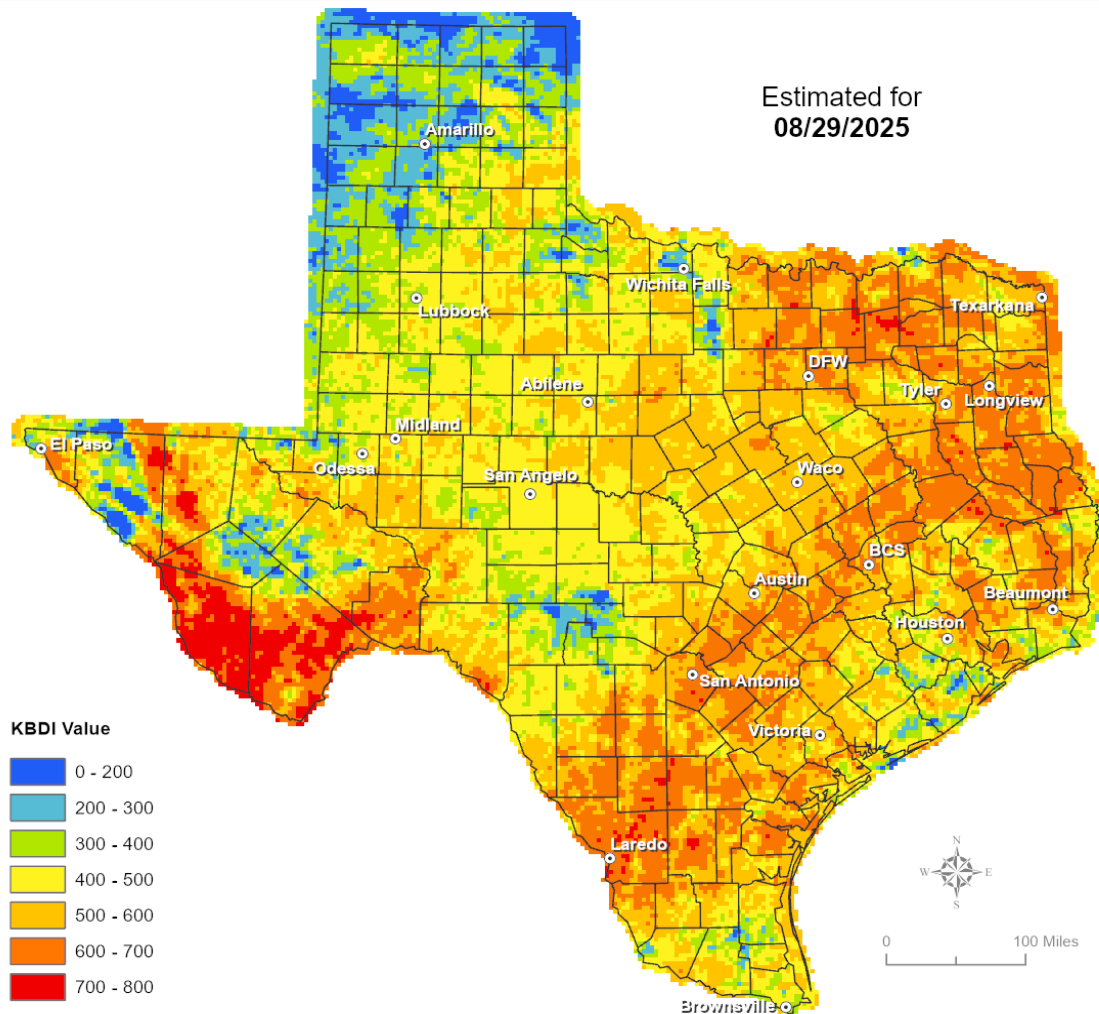 Estimated for
08/29/2025
Amarillo
Wichita Falls
Lubbock
Texarkana
DFW
Abilene
Tyler
Longview
Midland
El Paso
Odessa
San Angelo
Waco
BCS
Austin
Beaumont
Houston
San Antonio
Victoria
Laredo
Brownsville
KBDI Value
0 - 200
200 - 300
300 - 400
400 - 500
500 - 600
600 - 700
700 - 800
N
W E
S
0 100 Miles